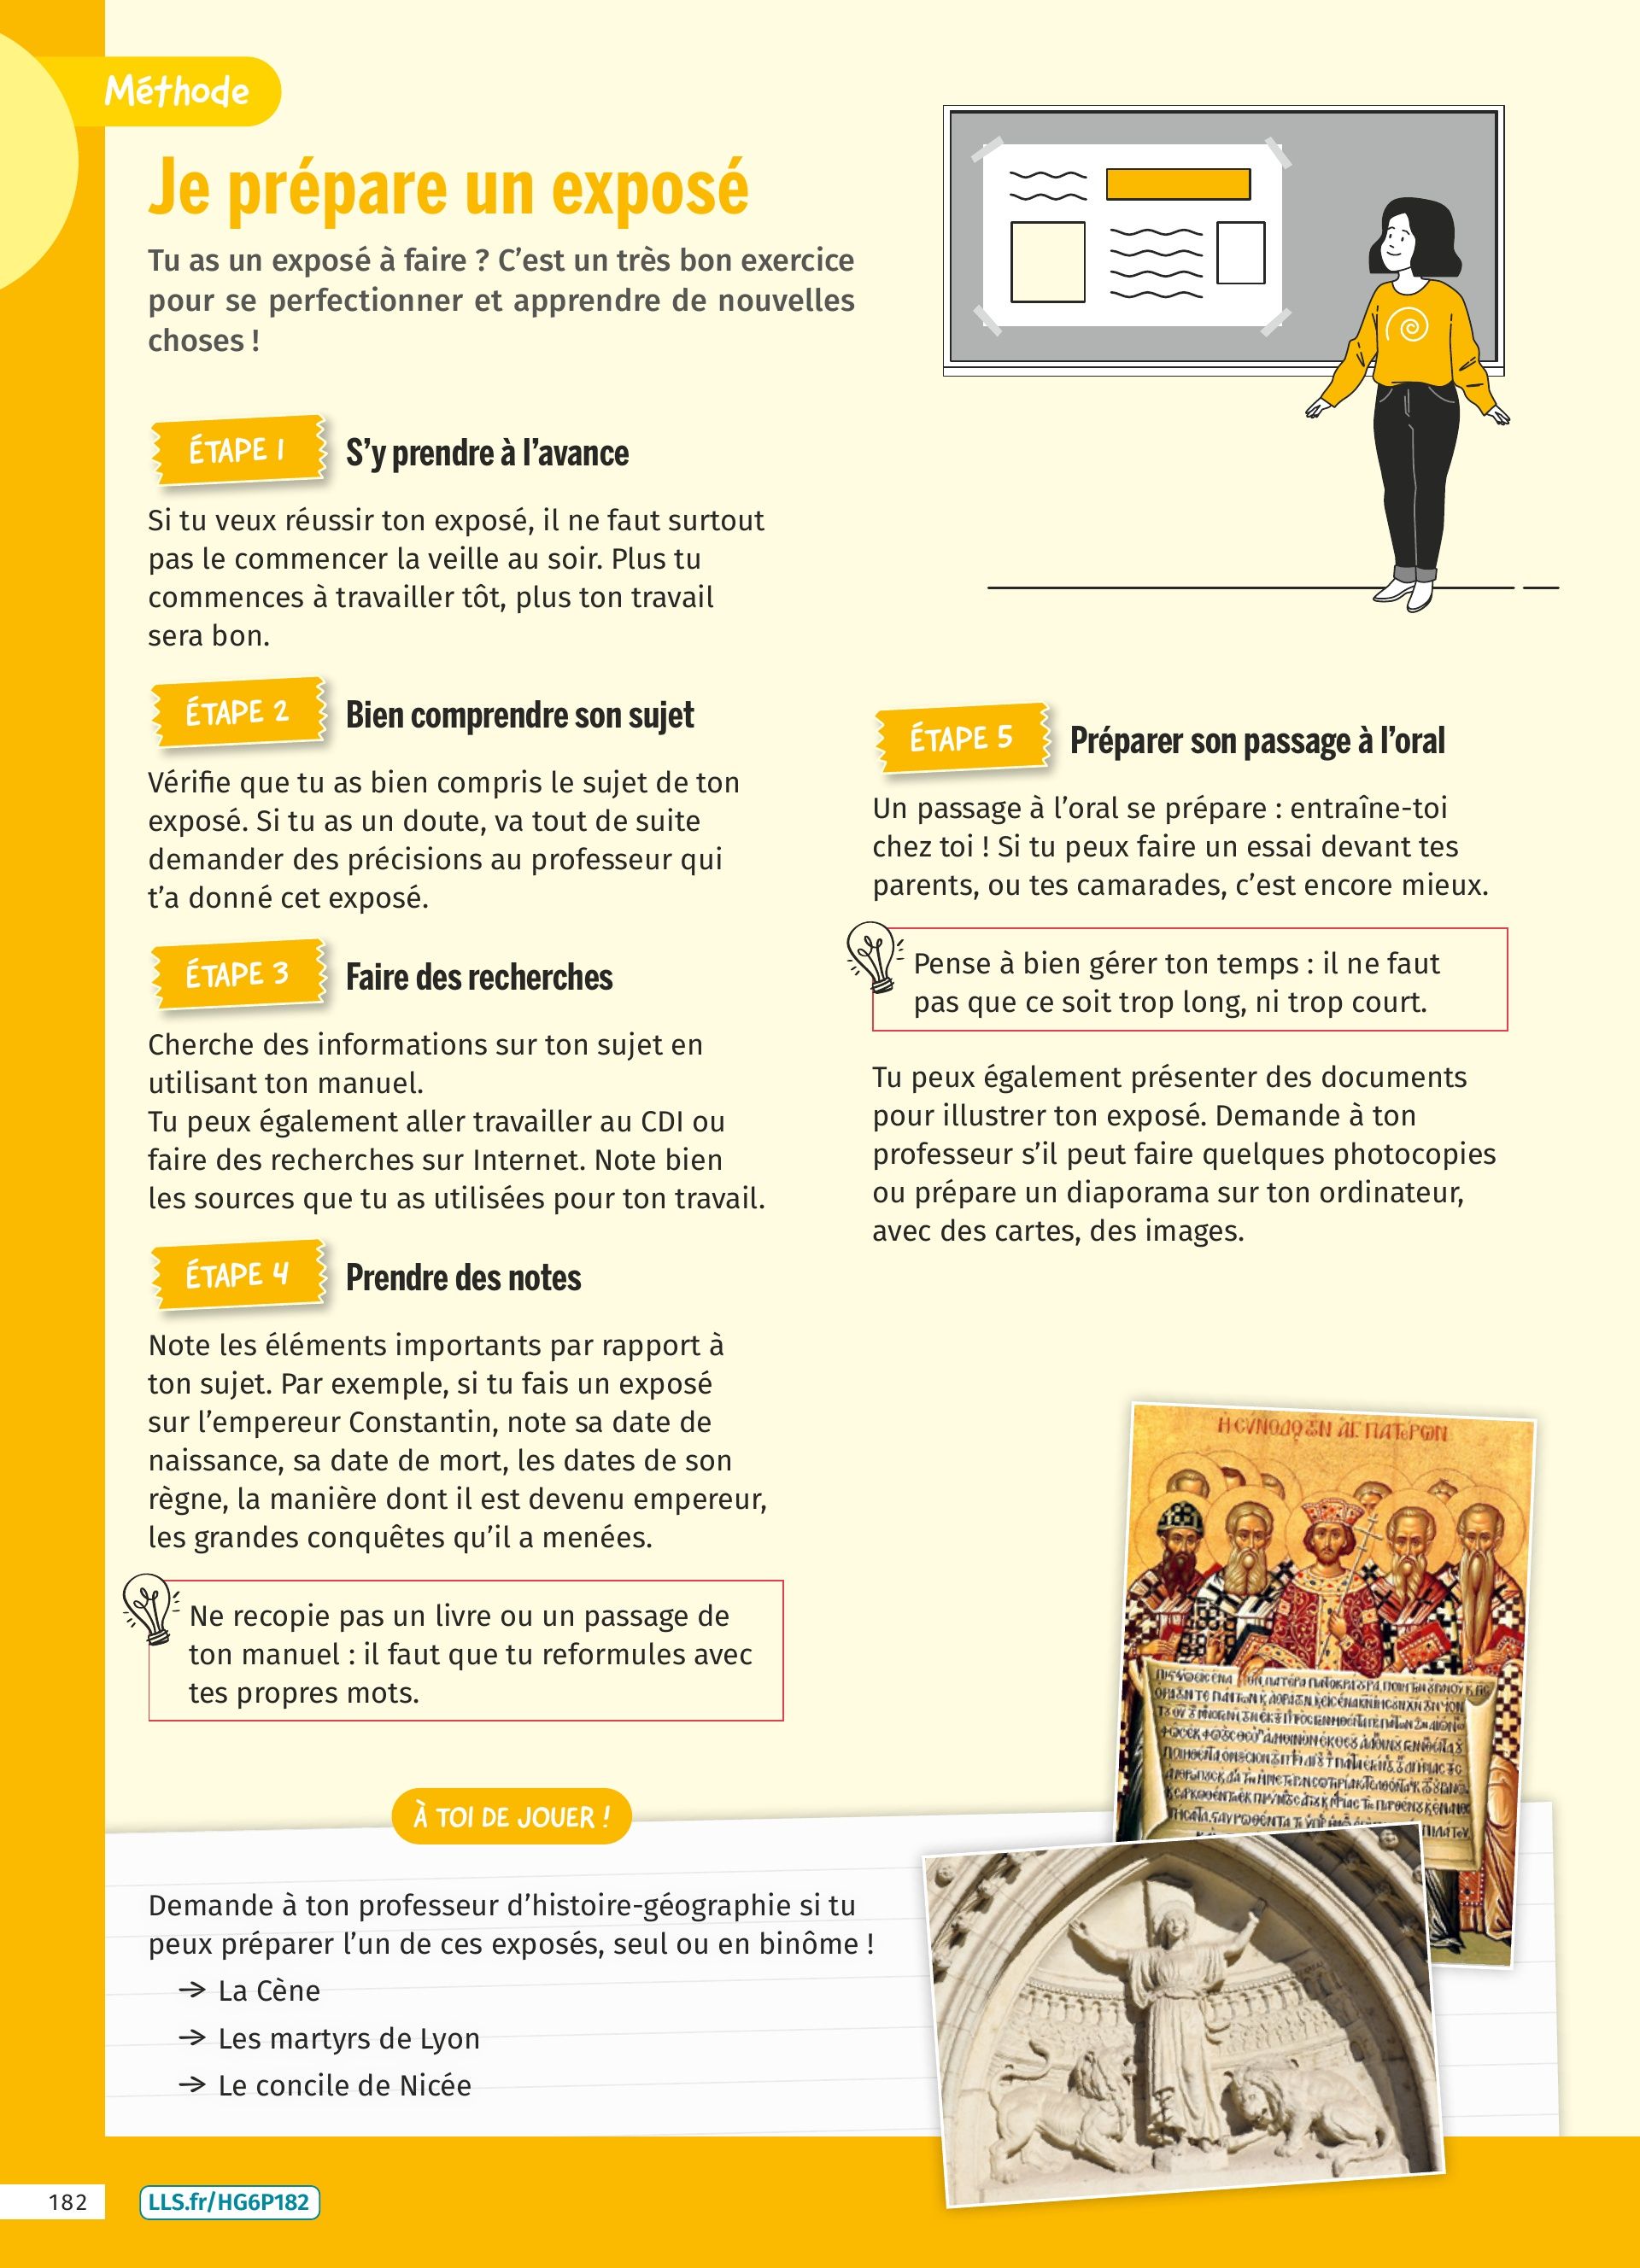 Méthode
Je prépare un exposé
Tu as un exposé à faire ? C’est un très bon exercice
pour se perfectionner et apprendre de nouvelles
choses !
ÉTAPE 1
S’y prendre à l’avance
Si tu veux réussir ton exposé, il ne faut surtout
pas le commencer la veille au soir. Plus tu
commences à travailler tôt, plus ton travail
sera bon.
ÉTAPE 2
Bien comprendre son sujet
Vérifie que tu as bien compris le sujet de ton
exposé. Si tu as un doute, va tout de suite
demander des précisions au professeur qui
t’a donné cet exposé.
ÉTAPE 3
Faire des recherches
Cherche des informations sur ton sujet en
utilisant ton manuel.
Tu peux également aller travailler au CDI ou
faire des recherches sur Internet. Note bien
les sources que tu as utilisées pour ton travail.
ÉTAPE 4
Prendre des notes
Note les éléments importants par rapport à
ton sujet. Par exemple, si tu fais un exposé
sur l’empereur Constantin, note sa date de
naissance, sa date de mort, les dates de son
règne, la manière dont il est devenu empereur,
les grandes conquêtes qu’il a menées.
Ne recopie pas un livre ou un passage de
ton manuel : il faut que tu reformules avec
tes propres mots.
ÉTAPE 5
Préparer son passage à l’oral
Un passage à l’oral se prépare : entraîne-toi
chez toi ! Si tu peux faire un essai devant tes
parents, ou tes camarades, c’est encore mieux.
Pense à bien gérer ton temps : il ne faut
pas que ce soit trop long, ni trop court.
Tu peux également présenter des documents
pour illustrer ton exposé. Demande à ton
professeur s’il peut faire quelques photocopies
ou prépare un diaporama sur ton ordinateur,
avec des cartes, des images.
À TOI DE JOUER !
Demande à ton professeur d’histoire-géographie si tu
peux préparer l’un de ces exposés, seul ou en binôme !
→ La Cène
→ Les martyrs de Lyon
→ Le concile de Nicée
182
LLS.fr/HG6P182